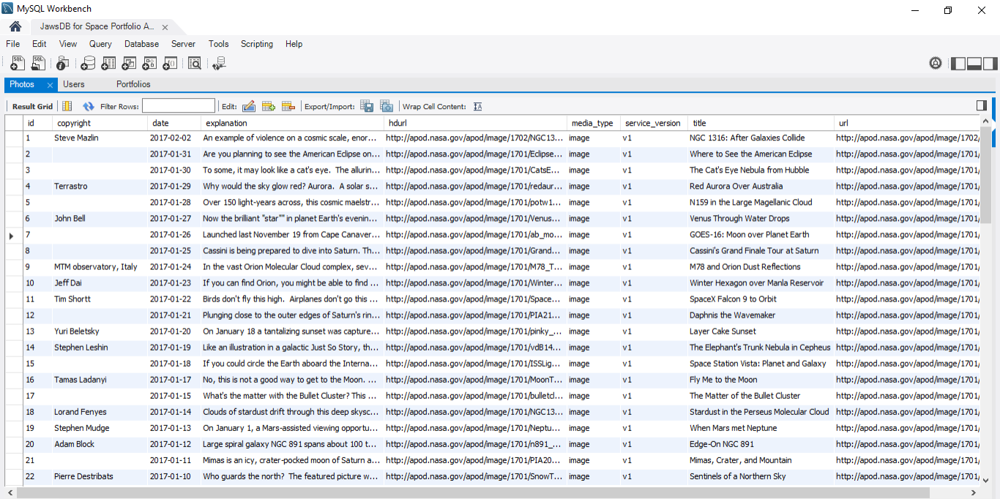 MySQL Workbench
JawsDB for Space Portfolio A...
File Edit View Query Database Server Tools Scripting Help
Photos Users Portfolios
Result Grid Filter Rows: Edit: Export/Import: Wrap Cell Content:
id copyright date explanation hdurl media_type service_version title url
1 Steve Mazlin 2017-02-02 An example of violence on a cosmic scale, enor... http://apod.nasa.gov/apod/image/1702/NGC13... image v1 NGC 1316: After Galaxies Collide http://apod.nasa.gov/apod/image/1702/
2 2017-01-31 Are you planning to see the American Eclipse on... http://apod.nasa.gov/apod/image/1701/Eclipse... image v1 Where to See the American Eclipse http://apod.nasa.gov/apod/image/1701/
3 2017-01-30 To some, it may look like a cat's eye.  The allurin... http://apod.nasa.gov/apod/image/1701/CatsE... image v1 The Cat's Eye Nebula from Hubble http://apod.nasa.gov/apod/image/1701/
4 Terrastro 2017-01-29 Why would the sky glow red? Aurora.  A solar s... http://apod.nasa.gov/apod/image/1701/redaur... image v1 Red Aurora Over Australia http://apod.nasa.gov/apod/image/1701/
5 2017-01-28 Over 150 light-years across, this cosmic maelstr... http://apod.nasa.gov/apod/image/1701/potw1... image v1 N159 in the Large Magellanic Cloud http://apod.nasa.gov/apod/image/1701/
6 John Bell 2017-01-27 Now the brilliant "star"" in planet Earth's evenin... http://apod.nasa.gov/apod/image/1701/Venus... image v1 Venus Through Water Drops http://apod.nasa.gov/apod/image/1701/
7 2017-01-26 Launched last November 19 from Cape Canaver... http://apod.nasa.gov/apod/image/1701/ab_mo... image v1 GOES-16: Moon over Planet Earth http://apod.nasa.gov/apod/image/1701/
8 2017-01-25 Cassini is being prepared to dive into Saturn. Th... http://apod.nasa.gov/apod/image/1701/Grand... image v1 Cassini's Grand Finale Tour at Saturn http://apod.nasa.gov/apod/image/1701/
9 MTM observatory, Italy 2017-01-24 In the vast Orion Molecular Cloud complex, sev... http://apod.nasa.gov/apod/image/1701/M78_T... image v1 M78 and Orion Dust Reflections http://apod.nasa.gov/apod/image/1701/
10 Jeff Dai 2017-01-23 If you can find Orion, you might be able to find ... http://apod.nasa.gov/apod/image/1701/Winter... image v1 Winter Hexagon over Manla Reservoir http://apod.nasa.gov/apod/image/1701/
11 Tim Shortt 2017-01-22 Birds don't fly this high.  Airplanes don't go this ... http://apod.nasa.gov/apod/image/1701/Space... image v1 SpaceX Falcon 9 to Orbit http://apod.nasa.gov/apod/image/1701/
12 2017-01-21 Plunging close to the outer edges of Saturn's rin... http://apod.nasa.gov/apod/image/1701/PIA21... image v1 Daphnis the Wavemaker http://apod.nasa.gov/apod/image/1701/
13 Yuri Beletsky 2017-01-20 On January 18 a tantalizing sunset was capture... http://apod.nasa.gov/apod/image/1701/pinky_... image v1 Layer Cake Sunset http://apod.nasa.gov/apod/image/1701/
14 Stephen Leshin 2017-01-19 Like an illustration in a galactic Just So Story, th... http://apod.nasa.gov/apod/image/1701/vdB14... image v1 The Elephant's Trunk Nebula in Cepheus http://apod.nasa.gov/apod/image/1701/
15 2017-01-18 If you could circle the Earth aboard the Interna... http://apod.nasa.gov/apod/image/1701/ISSLig... image v1 Space Station Vista: Planet and Galaxy http://apod.nasa.gov/apod/image/1701/
16 Tamas Ladanyi 2017-01-17 No, this is not a good way to get to the Moon. ... http://apod.nasa.gov/apod/image/1701/MoonT... image v1 Fly Me to the Moon http://apod.nasa.gov/apod/image/1701/
17 2017-01-15 What's the matter with the Bullet Cluster? This ... http://apod.nasa.gov/apod/image/1701/bulletcl... image v1 The Matter of the Bullet Cluster http://apod.nasa.gov/apod/image/1701/
18 Lorand Fenyes 2017-01-14 Clouds of stardust drift through this deep skysc... http://apod.nasa.gov/apod/image/1701/NGC13... image v1 Stardust in the Perseus Molecular Cloud http://apod.nasa.gov/apod/image/1701/
19 Stephen Mudge 2017-01-13 On January 1, a Mars-assisted viewing opportu... http://apod.nasa.gov/apod/image/1701/Neptu... image v1 When Mars met Neptune http://apod.nasa.gov/apod/image/1701/
20 Adam Block 2017-01-12 Large spiral galaxy NGC 891 spans about 100 t... http://apod.nasa.gov/apod/image/1701/n891_... image v1 Edge-On NGC 891 http://apod.nasa.gov/apod/image/1701/
21 2017-01-11 Mimas is an icy, crater-pocked moon of Saturn a... http://apod.nasa.gov/apod/image/1701/PIA20... image v1 Mimas, Crater, and Mountain http://apod.nasa.gov/apod/image/1701/
22 Pierre Destribats 2017-01-10 Who guards the north?  The featured picture w... http://apod.nasa.gov/apod/image/1701/SnowT... image v1 Sentinels of a Northern Sky http://apod.nasa.gov/apod/image/1701/